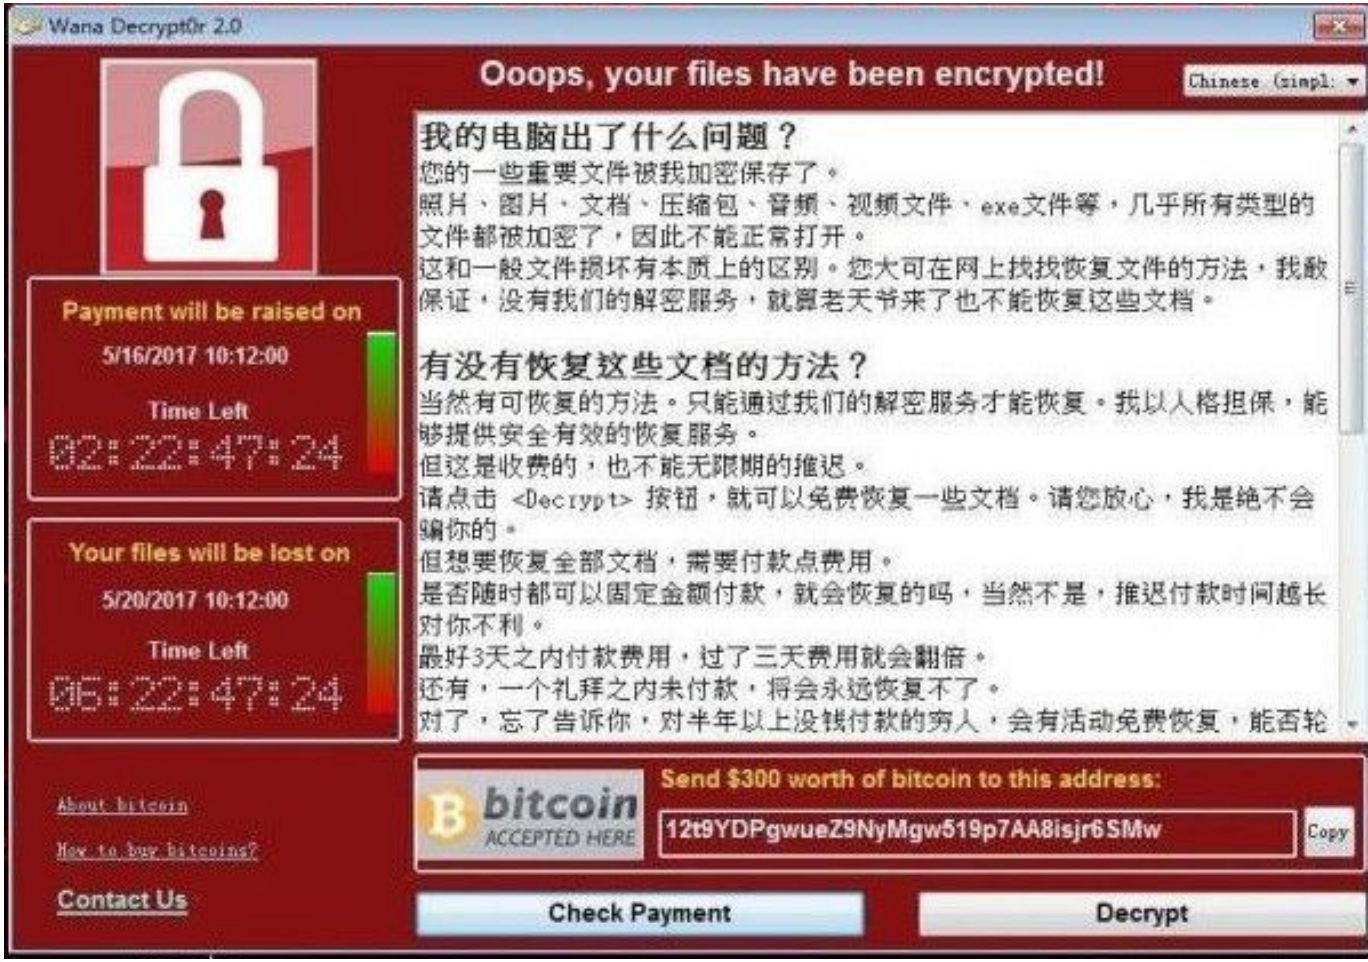 Wana Decrypt0r 2.0
Ooops, your files have been encrypted!
Chinese (simpl:
Payment will be raised on
5/16/2017 10:12:00
Time Left
02:22:47:24
Your files will be lost on
5/20/2017 10:12:00
Time Left
06:22:47:24
About bitcoin
How to buy bitcoins?
Contact Us
我的电脑出了什么问题？
您的一些重要文件被我加密保存了。
照片、图片、文档、压缩包、音频、视频文件、exe文件等，几乎所有类型的
文件都被加密了，因此不能正常打开。
这和一般文件损坏有本质上的区别。您大可在网上找找恢复文件的方法，我敢
保证，没有我们的解密服务，就算老天爷来了也不能恢复这些文档。
有没有恢复这些文档的方法？
当然有可恢复的方法。只能通过我们的解密服务才能恢复。我以人格担保，能
够提供安全有效的恢复服务。
但这是收费的，也不能无限期的推迟。
请点击 <Decrypt> 按钮，就可以免费恢复一些文档。请您放心，我是绝不会
骗你的。
但想要恢复全部文档，需要付款点费用。
是否随时都可以固定金额付款，就会恢复的吗，当然不是，推迟付款时间越长
对你不利。
最好3天之内付款费用，过了三天费用就会翻倍。
还有，一个礼拜之内未付款，将会永远恢复不了。
对了，忘了告诉你，对半年以上没钱付款的穷人，会有活动免费恢复，能否轮
bitcoin
ACCEPTED HERE
Send $300 worth of bitcoin to this address:
12t9YDPgwueZ9NyMgw519p7AA8isjr6SMw
Copy
Check Payment
Decrypt